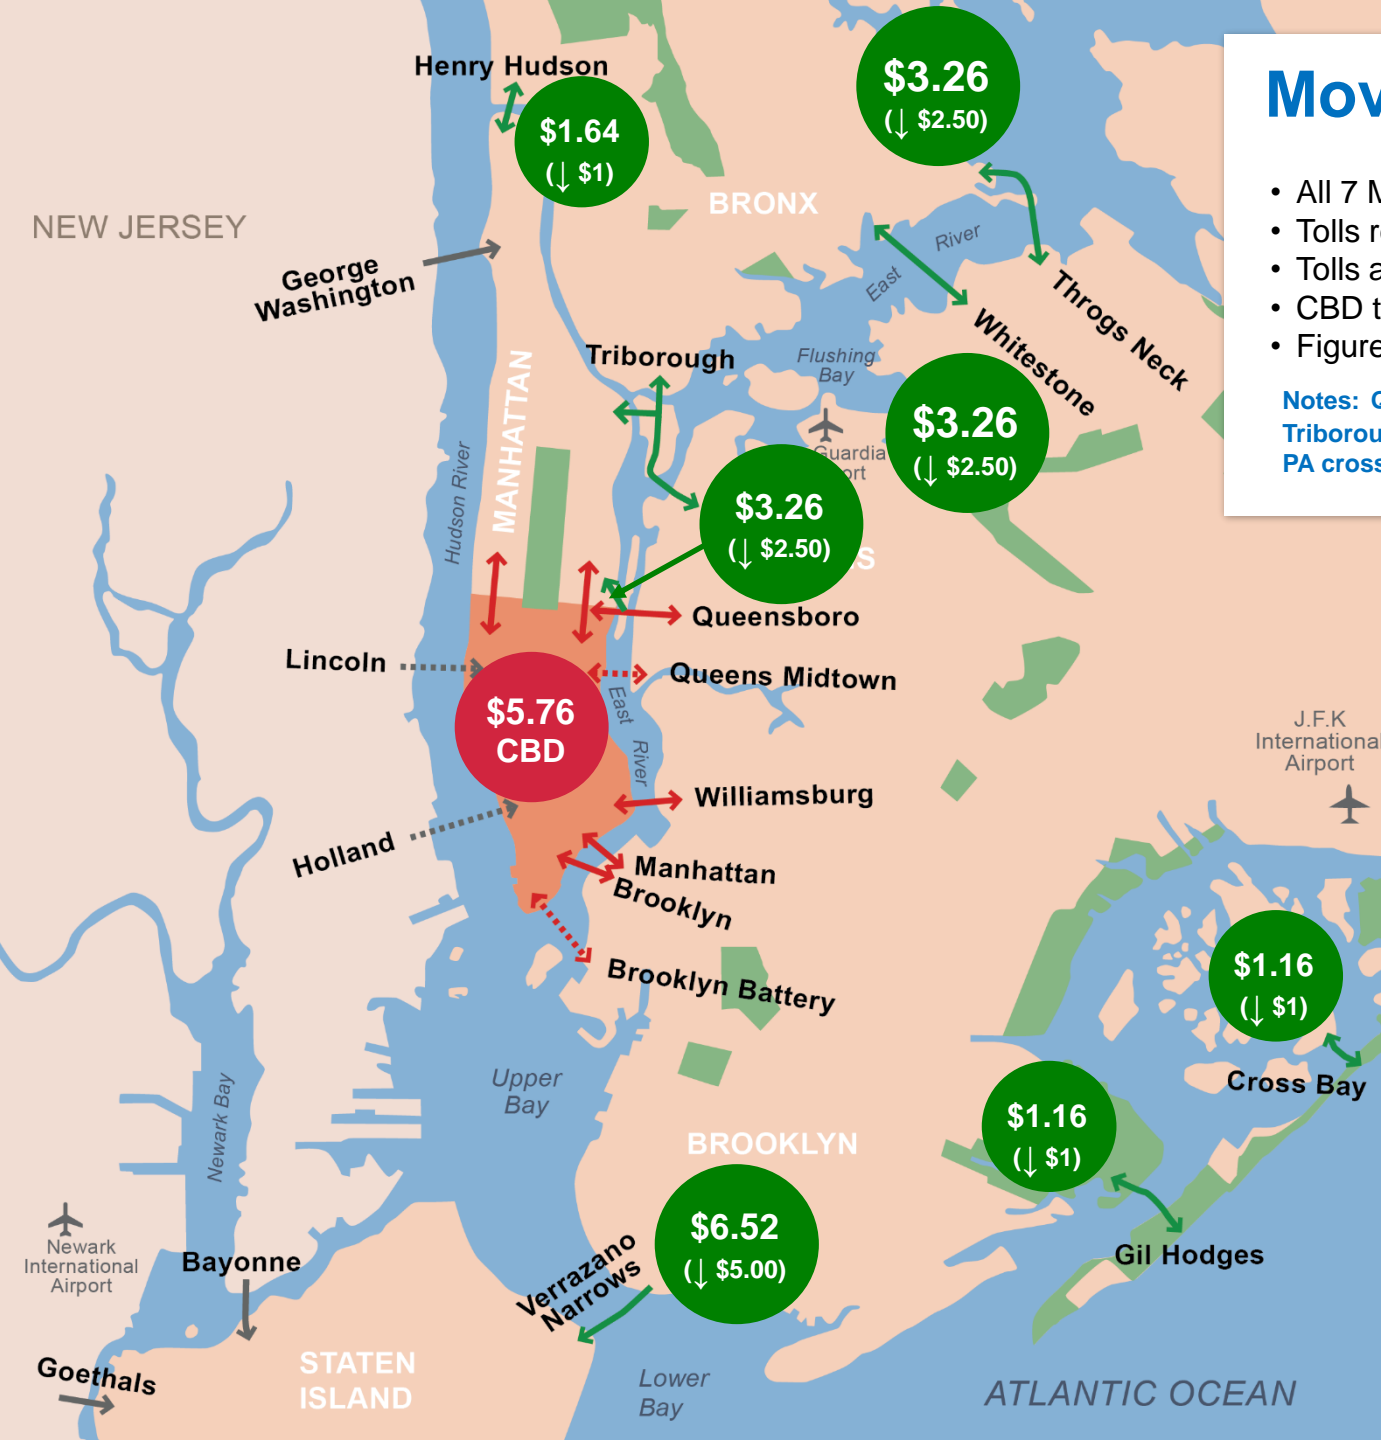 Henry Hudson
$1.64
(↓ $1)
$3.26
(↓ $2.50)
Mov
• All 7 M
• Tolls r
• Tolls a
• CBD t
• Figure
Notes:
Triborou
PA cross
NEW JERSEY
BRONX
George
Washington
East
River
Throgs Neck
Whitestone
Triborough
Flushing
Bay
MANHATTAN
Hudson River
Guardia
ort
$3.26
(↓ $2.50)
$3.26
(↓ $2.50)
S
Queensboro
Lincoln
Queens Midtown
$5.76
CBD
East
River
J.F.K
International
Airport
Williamsburg
Holland
Manhattan
Brooklyn
Brooklyn Battery
$1.16
(↓ $1)
Cross Bay
Upper
Bay
Newark Bay
$1.16
(↓ $1)
BROOKLYN
$6.52
(↓ $5.00)
Newark
International
Airport
Bayonne
Verrazano
Narrows
Gil Hodges
Goethals
STATEN
ISLAND
Lower
Bay
ATLANTIC OCEAN